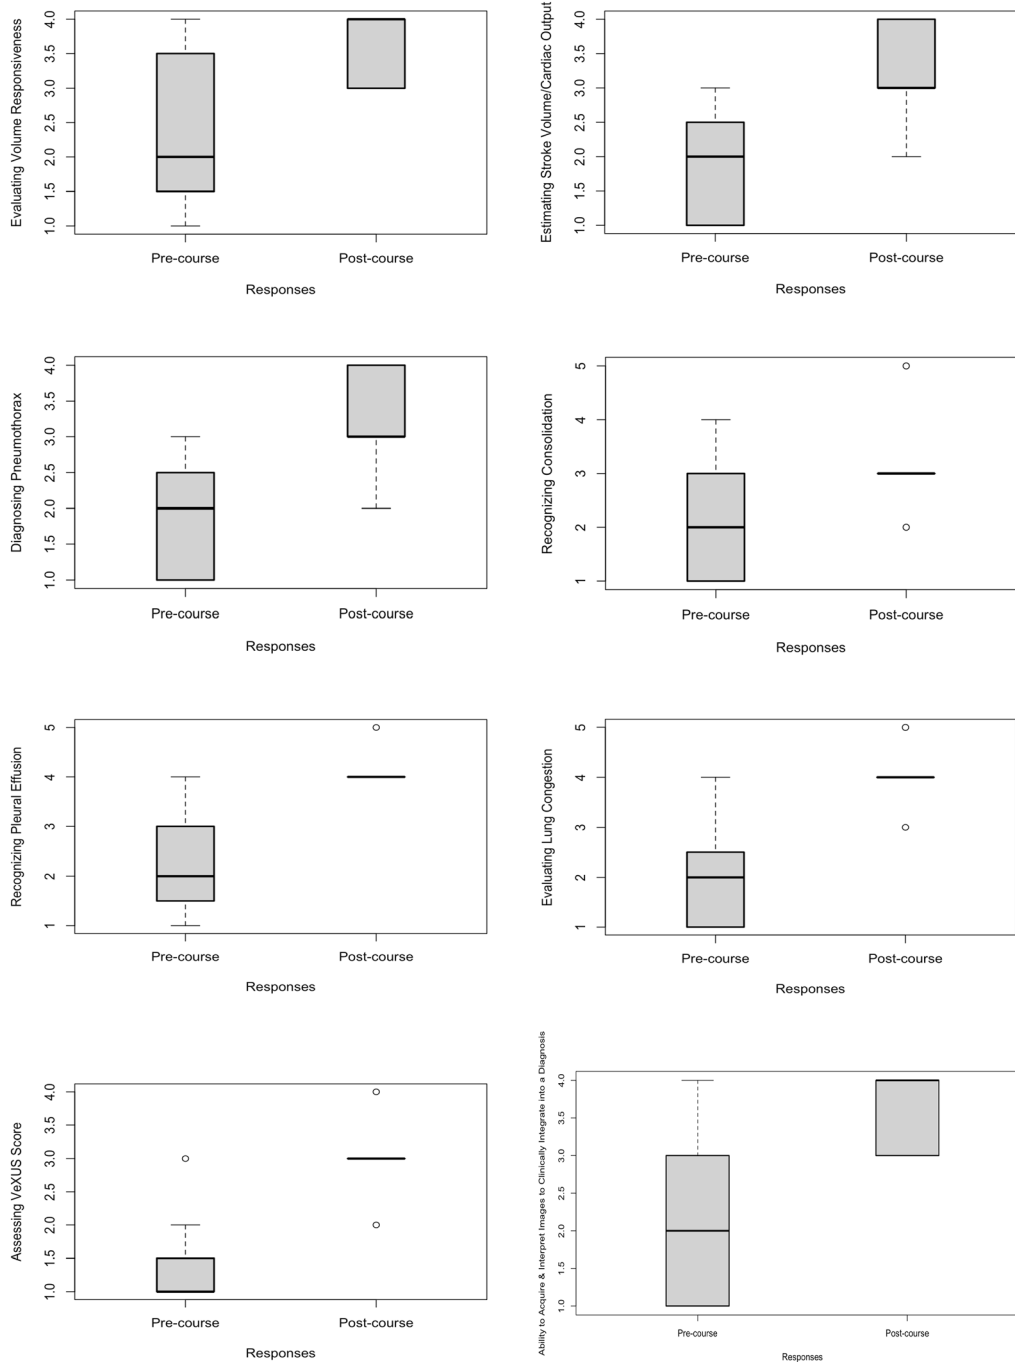 Evaluating Volume Responsiveness
4.0
3.5
3.0
2.5
2.0
1.5
1.0
Pre-course Post-course
Responses
Estimating Stroke Volume/Cardiac Output
4.0
3.5
3.0
2.5
2.0
1.5
1.0
Pre-course Post-course
Responses
Diagnosing Pneumothorax
4.0
3.5
3.0
2.5
2.0
1.5
1.0
Pre-course Post-course
Responses
Recognizing Consolidation
5
4
3
2
1
Pre-course Post-course
Responses
Recognizing Pleural Effusion
5
4
3
2
1
Pre-course Post-course
Responses
Evaluating Lung Congestion
5
4
3
2
1
Pre-course Post-course
Responses
Assessing VeXUS Score
4.0
3.5
3.0
2.5
2.0
1.5
1.0
Pre-course Post-course
Responses
Ability to Acquire & Interpret Images to Clinically Integrate into a Diagnosis
4.0
3.5
3.0
2.5
2.0
1.5
1.0
Pre-course Post-course
Responses